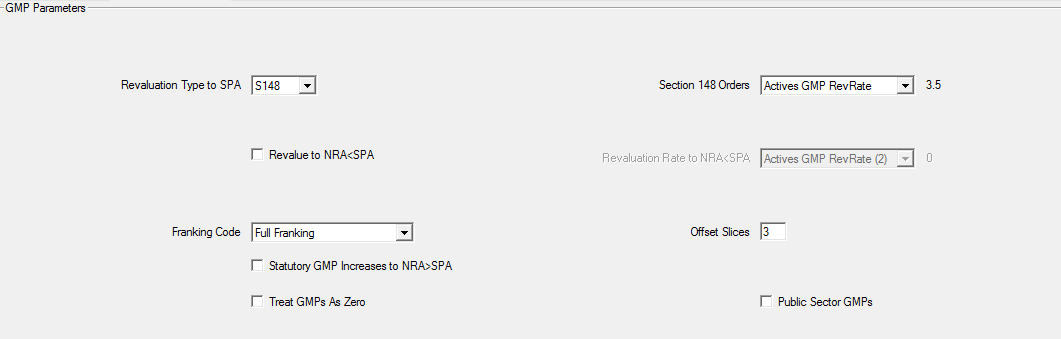 GMP Parameters
Revaluation Type to SPA S148 Section 148 Orders Actives GMP RevRate 3.5
Revalue to NRA<SPA Revaluation Rate to NRA<SPA Actives GMP RevRate (2) 0
Franking Code Full Franking Offset Slices 3
Statutory GMP Increases to NRA>SPA
Treat GMPs As Zero Public Sector GMPs